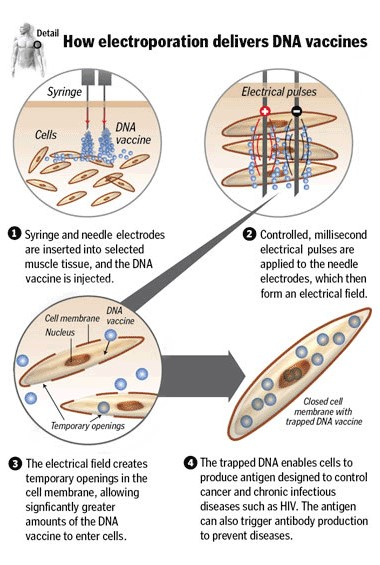 Detail
How electroporation delivers DNA vaccines
Syringe
Cells
DNA
vaccine
Electrical pulses
+
−
1 Syringe and needle electrodes
are inserted into selected
muscle tissue, and the DNA
vaccine is injected.
2 Controlled, millisecond
electrical pulses are
applied to the needle
electrodes, which then
form an electrical field.
Cell membrane
Nucleus
DNA
vaccine
Temporary openings
Closed cell
membrane with
trapped DNA vaccine
3 The electrical field creates
temporary openings in
the cell membrane, allowing
signficantly greater
amounts of the DNA
vaccine to enter cells.
4 The trapped DNA enables cells to
produce antigen designed to control
cancer and chronic infectious
diseases such as HIV. The antigen
can also trigger antibody production
to prevent diseases.